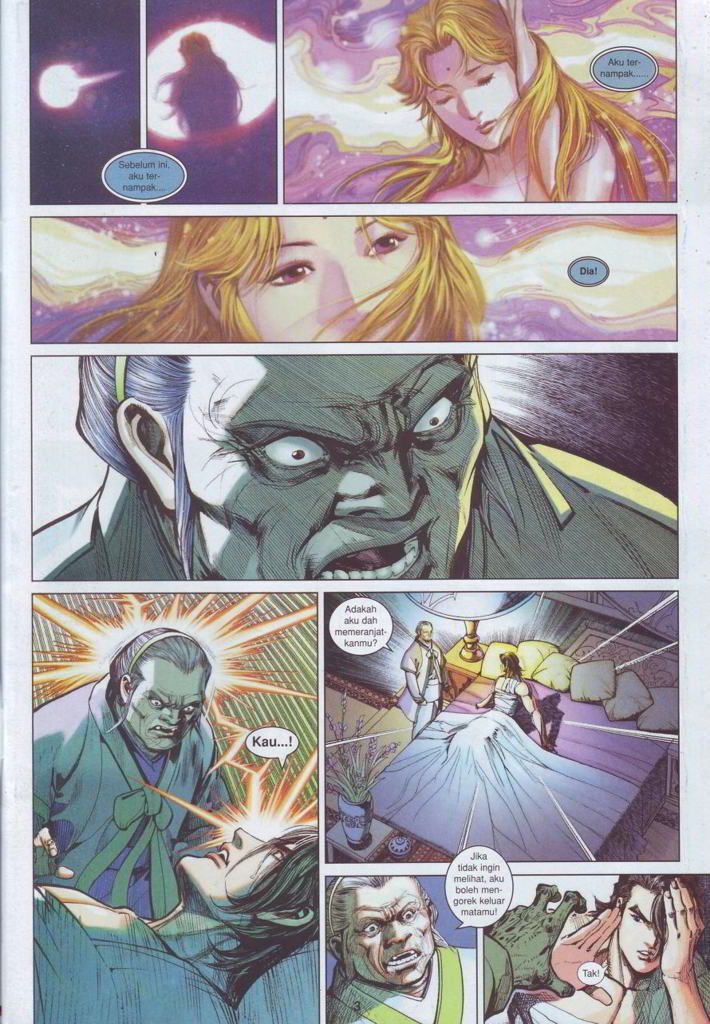 Sebelum ini,
aku ter-
nampak....
Aku ter-
nampak......
Dia!
Kau...!
Adakah
aku dah
memeranjat-
kanmu?
Jika
tidak ingin
melihat, aku
boleh men-
gorek keluar
matamu!
Tak!
3